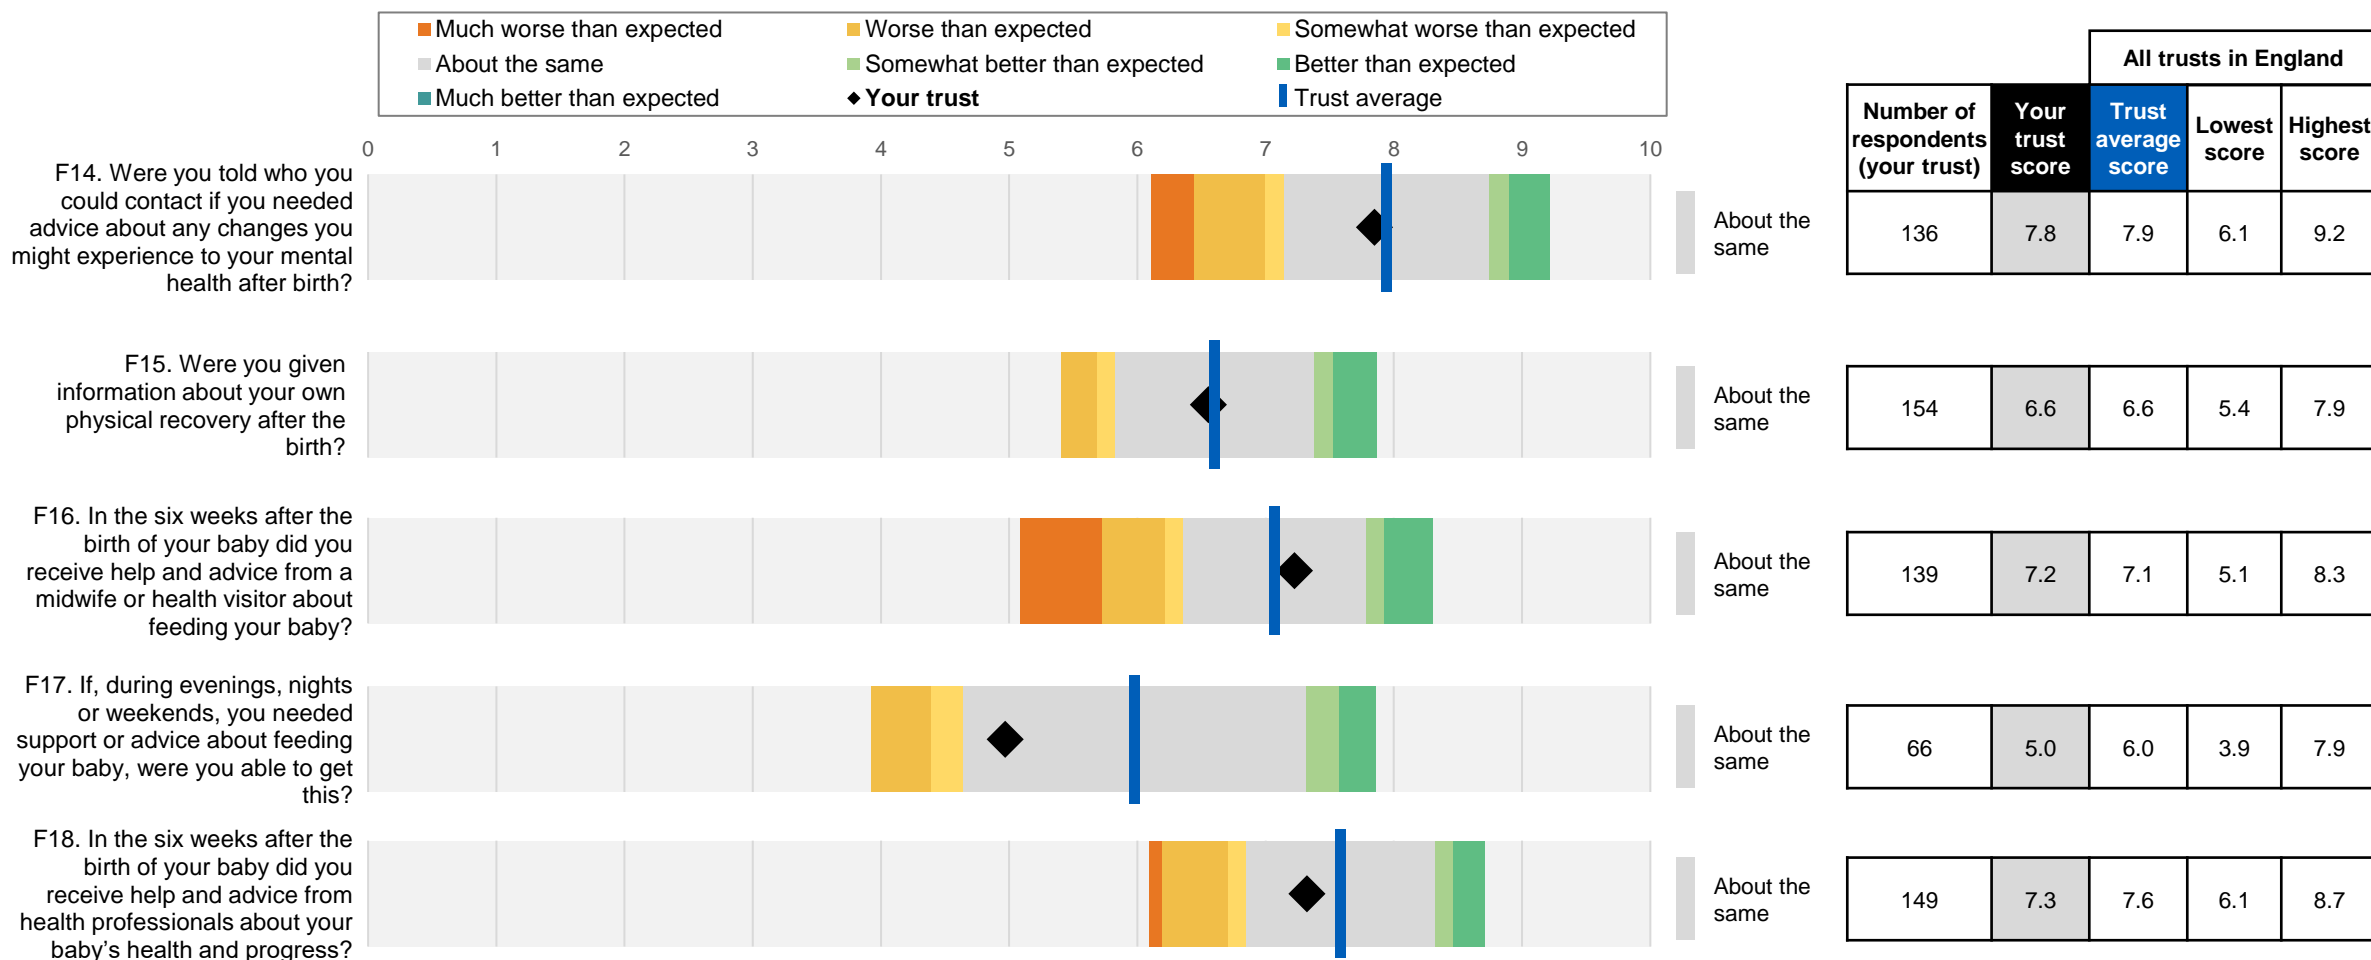 Much worse than expected
Worse than expected
Somewhat worse than expected
About the same
Somewhat better than expected
Better than expected
Much better than expected
Your trust
Trust average
All trusts in England
Number of
respondents
(your trust)
Your
trust
score
Trust
average
score
Lowest
score
Highest
score
0 1 2 3 4 5 6 7 8 9 10
F14. Were you told who you
could contact if you needed
advice about any changes you
might experience to your mental
health after birth?
About the
same
136 7.8 7.9 6.1 9.2
F15. Were you given
information about your own
physical recovery after the
birth?
About the
same
154 6.6 6.6 5.4 7.9
F16. In the six weeks after the
birth of your baby did you
receive help and advice from a
midwife or health visitor about
feeding your baby?
About the
same
139 7.2 7.1 5.1 8.3
F17. If, during evenings, nights
or weekends, you needed
support or advice about feeding
your baby, were you able to get
this?
About the
same
66 5.0 6.0 3.9 7.9
F18. In the six weeks after the
birth of your baby did you
receive help and advice from
health professionals about your
baby’s health and progress?
About the
same
149 7.3 7.6 6.1 8.7